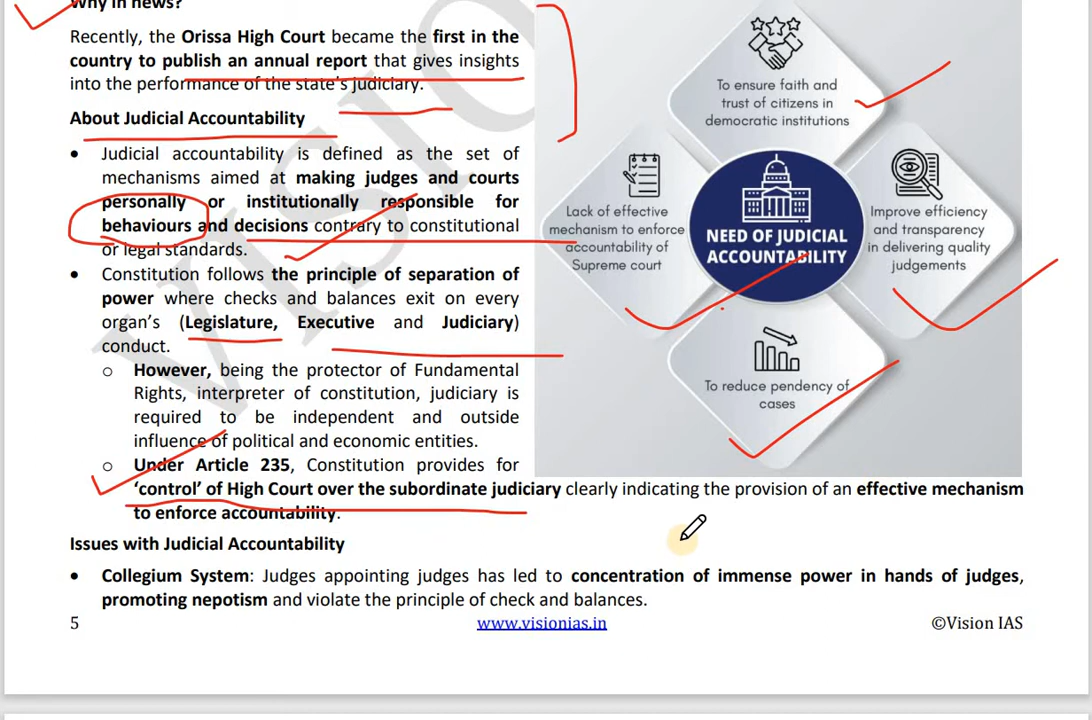 Why in news?
Recently, the Orissa High Court became the first in the
country to publish an annual report that gives insights
into the performance of the state's judiciary.
About Judicial Accountability
• Judicial accountability is defined as the set of
mechanisms aimed at making judges and courts
personally or institutionally responsible for
behaviours and decisions contrary to constitutional
or legal standards.
• Constitution follows the principle of separation of
power where checks and balances exit on every
organ's (Legislature, Executive and Judiciary)
conduct.
o However, being the protector of Fundamental
Rights, interpreter of constitution, judiciary is
required to be independent and outside
influence of political and economic entities.
o Under Article 235, Constitution provides for
'control' of High Court over the subordinate judiciary clearly indicating the provision of an effective mechanism
to enforce accountability.
To ensure faith and
trust of citizens in
democratic institutions
Lack of effective
mechanism to enforce
accountability of
Supreme court
NEED OF JUDICIAL
ACCOUNTABILITY
Improve efficiency
and transparency
in delivering quality
judgements
To reduce pendency of
cases
Issues with Judicial Accountability
• Collegium System: Judges appointing judges has led to concentration of immense power in hands of judges,
promoting nepotism and violate the principle of check and balances.
5 www.visionias.in ©Vision IAS
VISIO